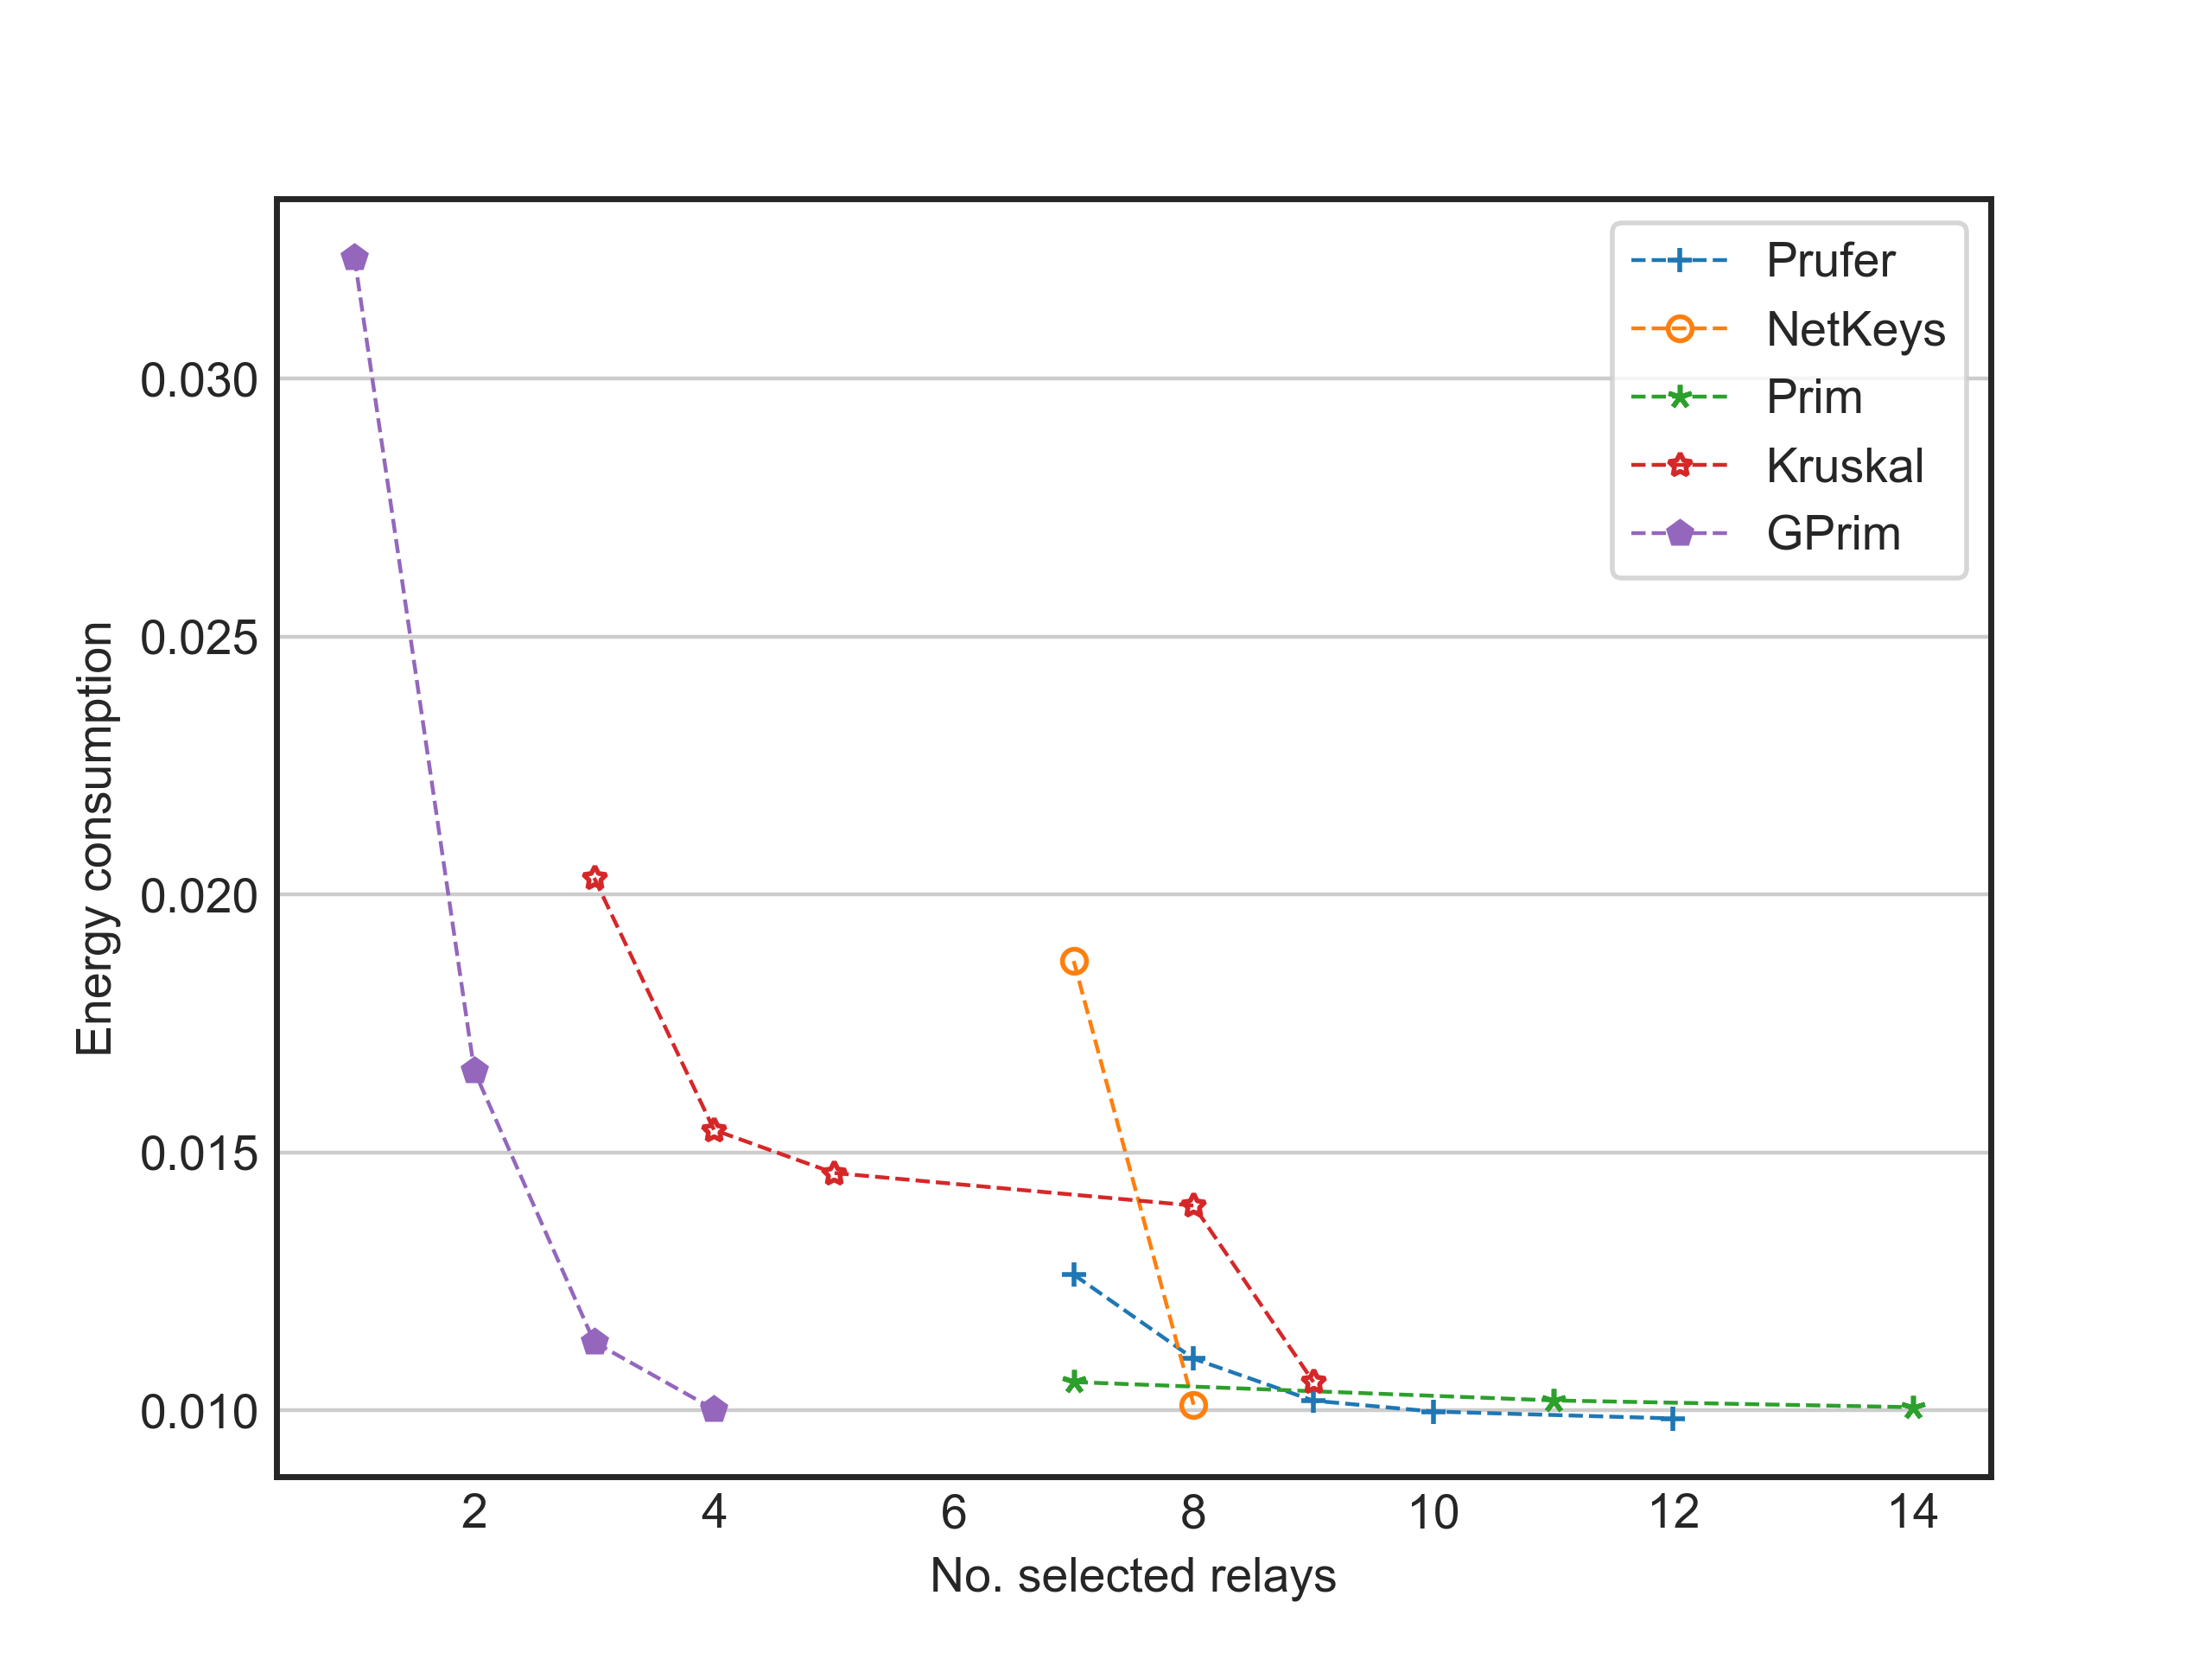 Prufer
NetKeys
Prim
Kruskal
GPrim
0.030
0.025
0.020
0.015
0.010
Energy consumption
2 4 6 8 10 12 14
No. selected relays